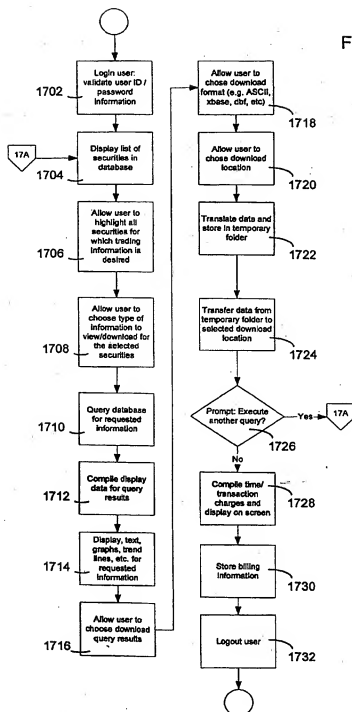 F
Login user:
validate user ID /
password
information
1702
17A
Display list of
securities in
database
1704
Allow user to
highlight all
securities for
which trading
information is
desired
1706
Allow user to
choose type of
information to
view/download for
the selected
securities
1708
Query database
for requested
information
1710
Compile display
data for query
results
1712
Display, text,
graphs, trend
lines, etc. for
requested
information
1714
Allow user to
choose download
query results
1716
Allow user to
chose download
format (e.g. ASCII,
xbase, dbf, etc)
1718
Allow user to
chose download
location
1720
Translate data and
store in temporary
folder
1722
Transfer data from
temporary folder to
selected download
location
1724
Prompt: Execute
another query?
1726
Yes
17A
No
Compile time/
transaction
charges and
display on screen
1728
Store billing
information
1730
Logout user
1732